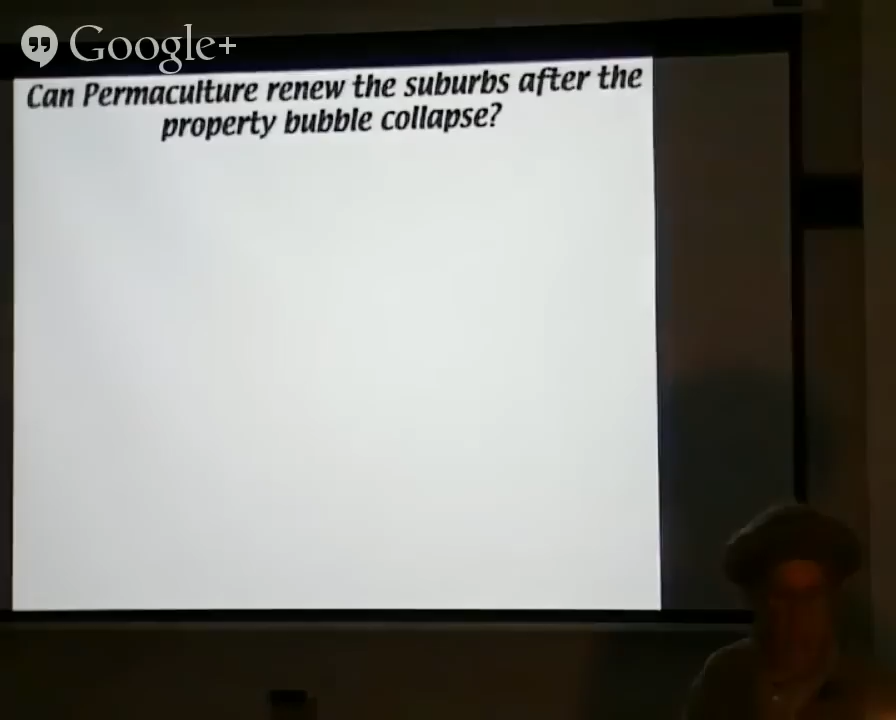 Google+
Can Permaculture renew the suburbs after the
property bubble collapse?